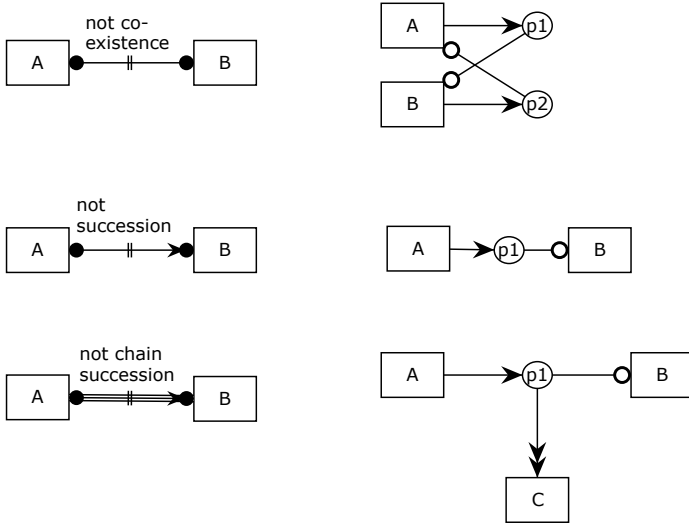 not co-
existence
A
B
A
p1
B
p2
not
succession
A
B
A
p1
B
not chain
succession
A
B
A
p1
B
C